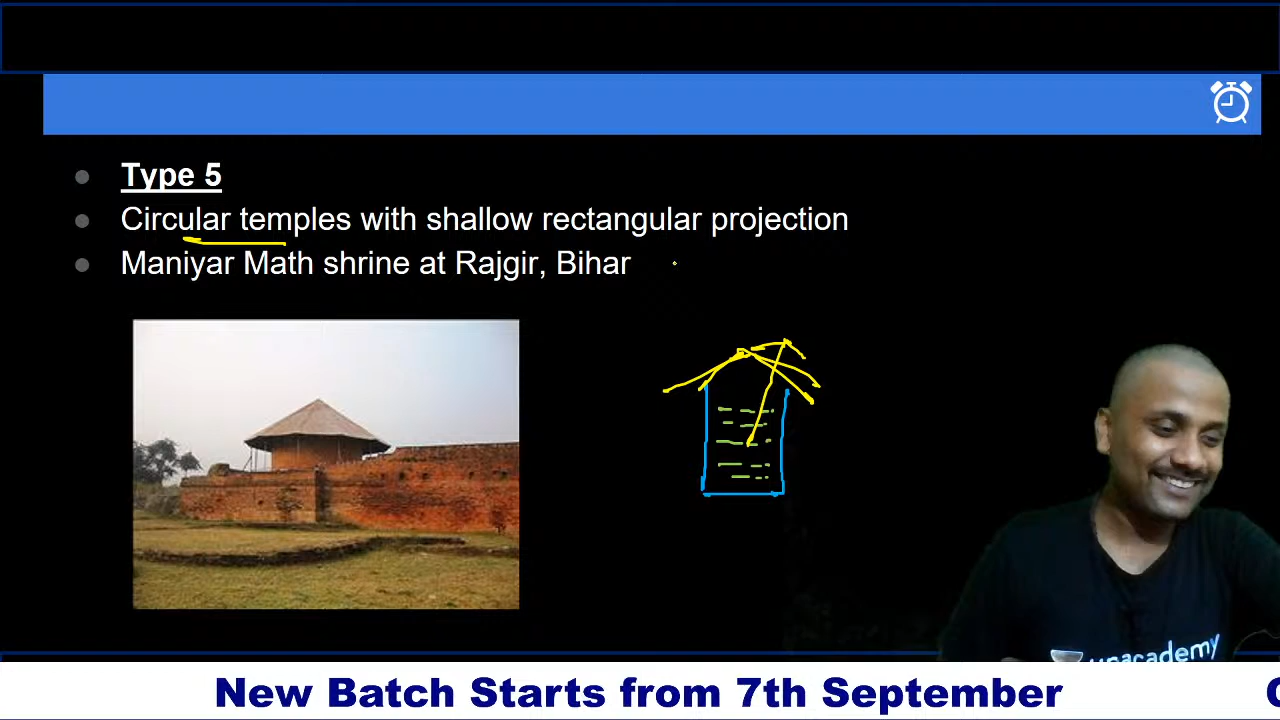 Type 5
Circular temples with shallow rectangular projection
Maniyar Math shrine at Rajgir, Bihar
unacademy
New Batch Starts from 7th September